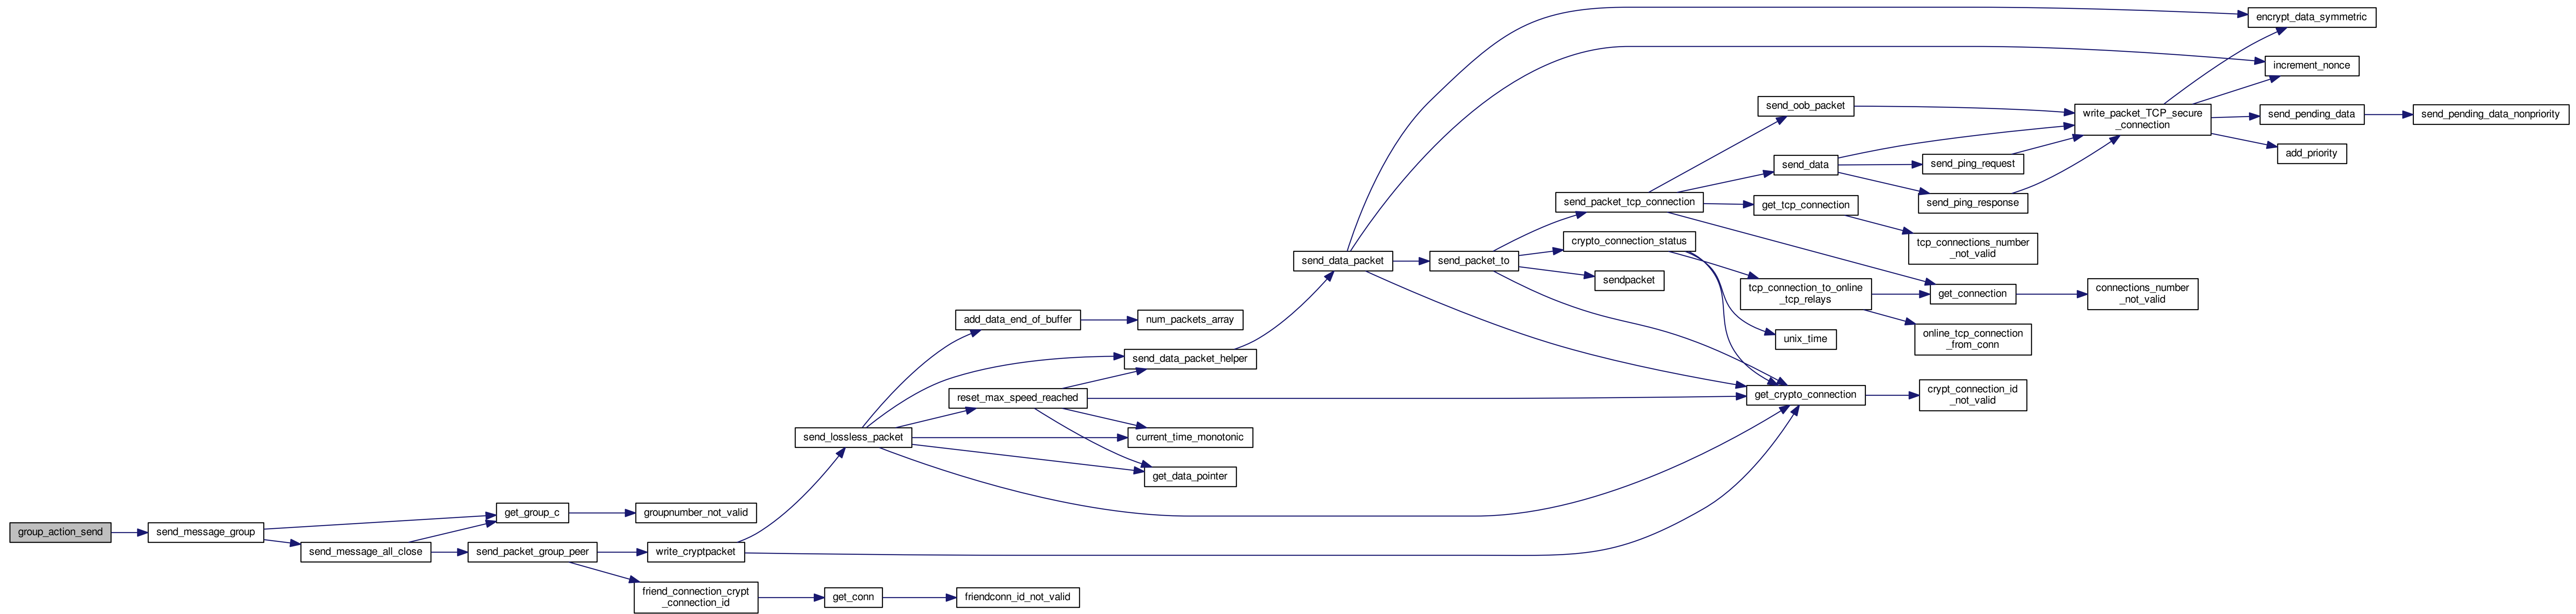 group_action_send
send_message_group
get_group_c
send_message_all_close
groupnumber_not_valid
send_packet_group_peer
write_cryptpacket
friend_connection_crypt
_connection_id
get_conn
friendconn_id_not_valid
send_lossless_packet
add_data_end_of_buffer
num_packets_array
send_data_packet_helper
reset_max_speed_reached
current_time_monotonic
get_data_pointer
send_data_packet
send_packet_to
send_packet_tcp_connection
crypto_connection_status
sendpacket
send_oob_packet
send_data
get_tcp_connection
tcp_connection_to_online
_tcp_relays
unix_time
get_crypto_connection
send_ping_request
send_ping_response
tcp_connections_number
_not_valid
get_connection
online_tcp_connection
_from_conn
crypt_connection_id
_not_valid
write_packet_TCP_secure
_connection
connections_number
_not_valid
encrypt_data_symmetric
increment_nonce
send_pending_data
add_priority
send_pending_data_nonpriority